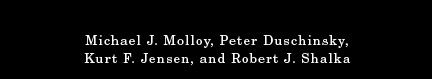 Michael J. Molloy, Peter Duschinsky,
Kurt F. Jensen, and Robert J. Shalka